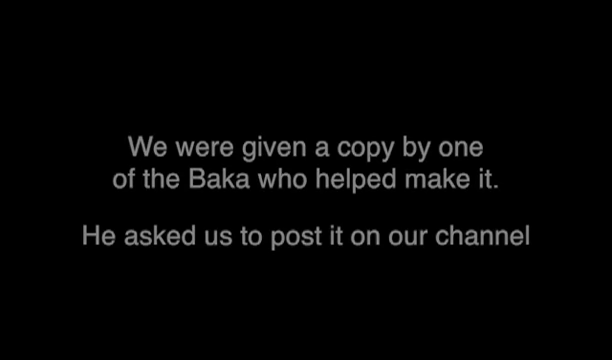 We were given a copy by one
of the Baka who helped make it.
He asked us to post it on our channel